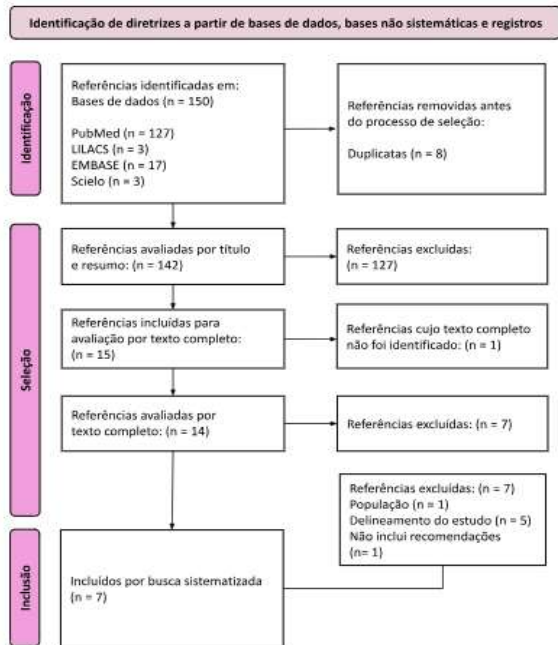 Identificação de diretrizes a partir de bases de dados, bases não sistemáticas e registros
Identificação
Referências identificadas em:
Bases de dados (n = 150)
PubMed (n = 127)
LILACS (n = 3)
EMBASE (n = 17)
Scielo (n = 3)
Referências removidas antes
do processo de seleção:
Duplicatas (n = 8)
Seleção
Referências avaliadas por título
e resumo: (n = 142)
Referências excluídas:
(n = 127)
Referências incluídas para
avaliação por texto completo:
(n = 15)
Referências cujo texto completo
não foi identificado: (n = 1)
Referências avaliadas por
texto completo: (n = 14)
Referências excluídas: (n = 7)
Referências excluídas: (n = 7)
População (n = 1)
Delineamento do estudo (n = 5)
Não inclui recomendações
(n= 1)
Inclusão
Incluídos por busca sistematizada
(n = 7)